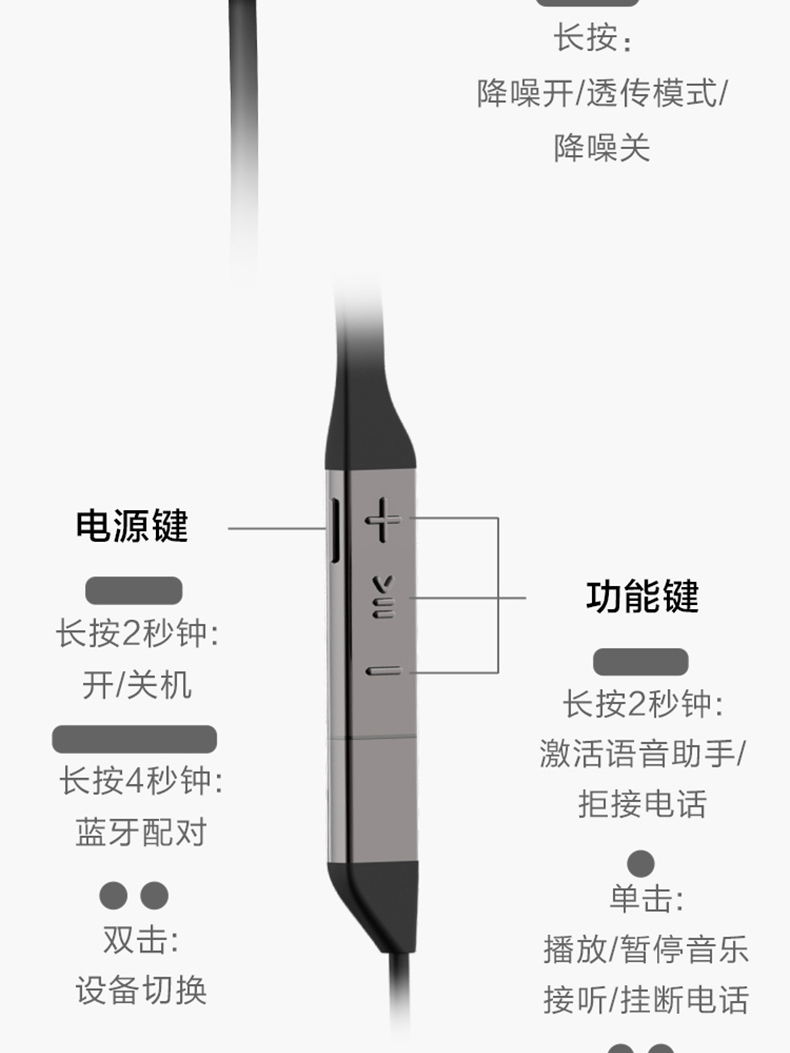 长按:
降噪开/透传模式/
降噪关
电源键
长按2秒钟:
开/关机
长按4秒钟:
蓝牙配对
双击:
设备切换
功能键
长按2秒钟:
激活语音助手/
拒接电话
单击:
播放/暂停音乐
接听/挂断电话